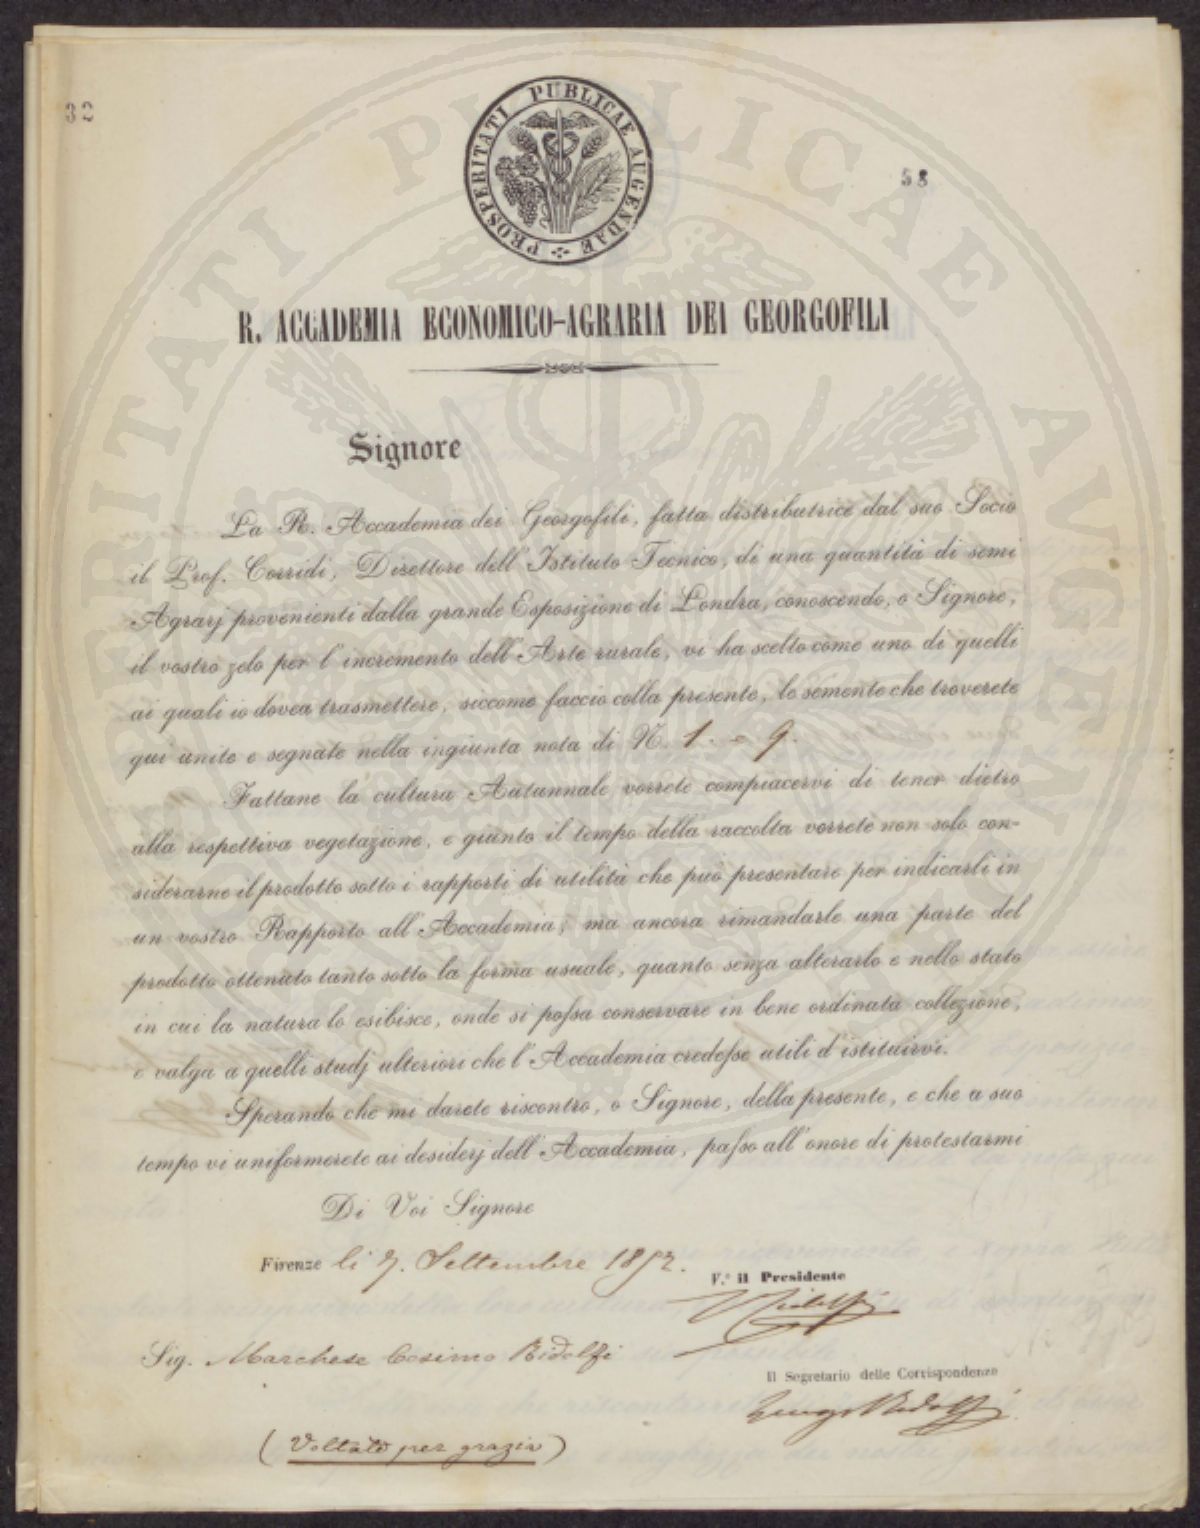 32
PROSPERITATI PUBLICAE AUGENDAE
58
R. ACCADEMIA ECONOMICO-AGRARIA DEI GEORGOFILI
Signore
La R. Accademia dei Georgofili, fatta distributrice dal suo Socio
il Prof. Corridi, Direttore dell'Istituto Tecnico, di una quantità di semi
Agrarj provenienti dalla grande Esposizione di Londra, conoscendo, o Signore,
il vostro zelo per l'incremento dell'Arte rurale, vi ha scelto come uno di quelli
ai quali io dovea trasmettere, siccome faccio colla presente, le semente che troverete
qui unite e segnate nella ingiunta nota di N. 1. e 9.
Fattane la cultura Autunnale vorrete compiacervi di tener dietro
alla respettiva vegetazione, e giunto il tempo della raccolta vorrete non solo con-
siderarne il prodotto sotto i rapporti di utilità che può presentare per indicarli in
un vostro Rapporto all'Accademia; ma ancora rimandarle una parte del
prodotto ottenuto tanto sotto la forma usuale, quanto senza alterarlo e nello stato
in cui la natura lo esibisce, onde si possa conservare in bene ordinata collezione,
e valga a quelli studj ulteriori che l'Accademia credesse utili d'istituirvi.
Sperando che mi darete riscontro, o Signore, della presente, e che a suo
tempo vi uniformerete ai desiderj dell'Accademia, passo all'onore di protestarmi
Di Voi Signore
Firenze li 7. Settembre 1852.
V.° il Presidente
Ridolfi
Sig. Marchese Cosimo Ridolfi
Il Segretario delle Corrispondenze
Luigi Ridolfi
(Voltate per grazia)